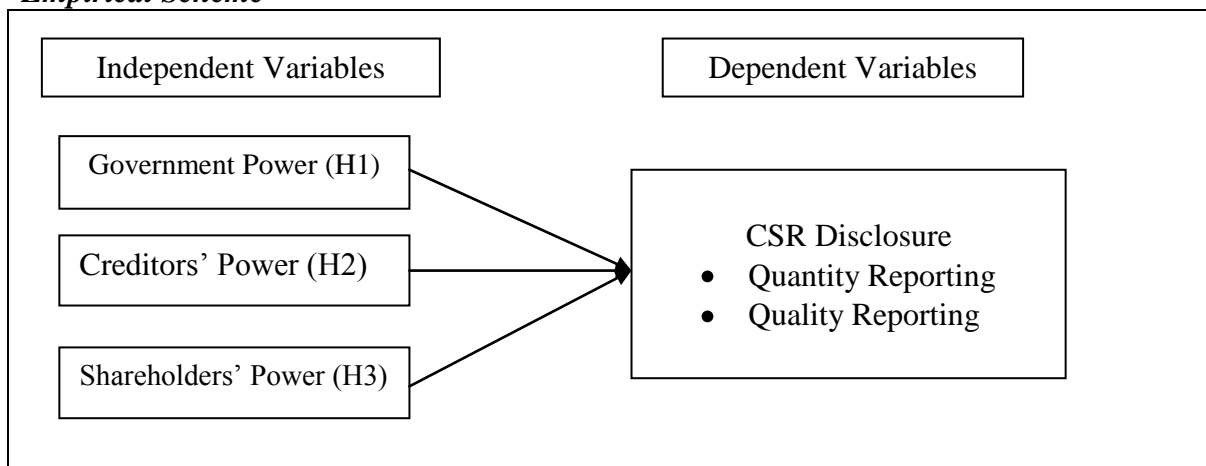 Empirical Scheme
Independent Variables
Dependent Variables
Government Power (H1)
Creditors’ Power (H2)
Shareholders’ Power (H3)
CSR Disclosure
• Quantity Reporting
• Quality Reporting